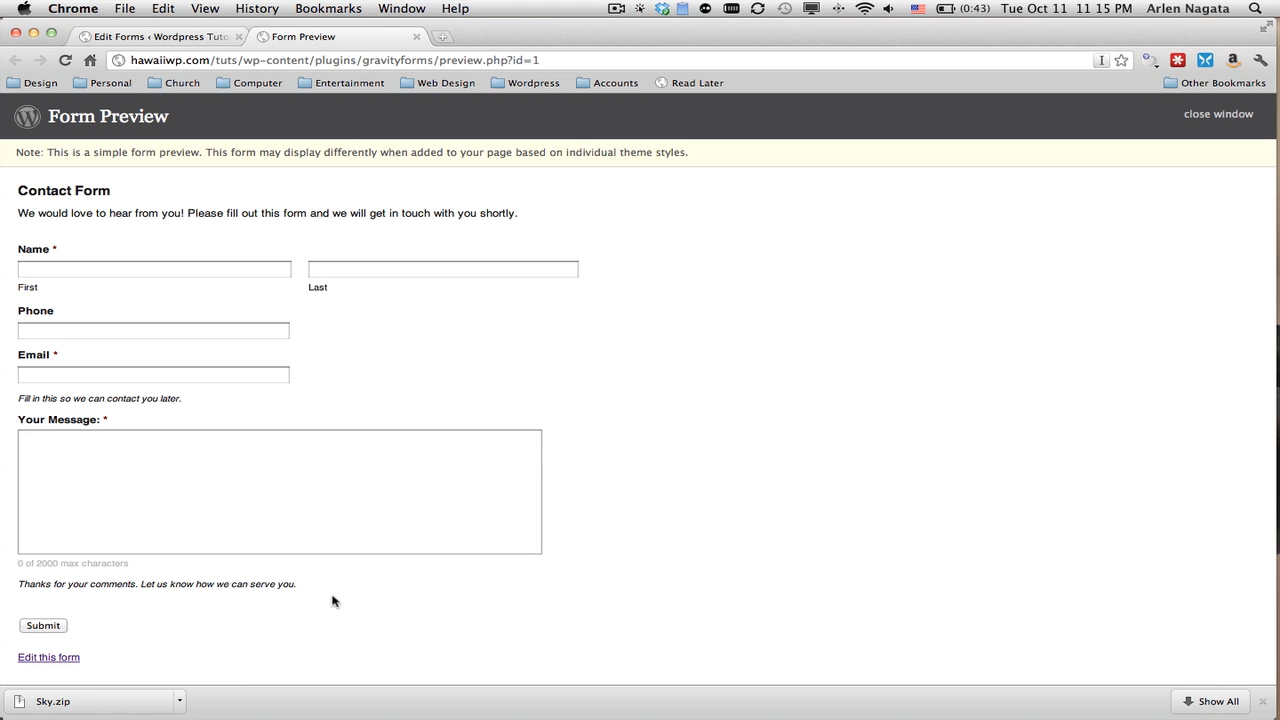 Chrome File Edit View History Bookmarks Window Help (0:43) Tue Oct 11 11 15 PM Arlen Nagata
Edit Forms ‹ Wordpress Tuto Form Preview
hawaiiwp.com/tuts/wp-content/plugins/gravityforms/preview.php?id=1
Design Personal Church Computer Entertainment Web Design Wordpress Accounts Read Later Other Bookmarks
Form Preview close window
Note: This is a simple form preview. This form may display differently when added to your page based on individual theme styles.
Contact Form
We would love to hear from you! Please fill out this form and we will get in touch with you shortly.
Name *
First Last
Phone
Email *
Fill in this so we can contact you later.
Your Message: *
0 of 2000 max characters
Thanks for your comments. Let us know how we can serve you.
Submit
Edit this form
Sky.zip Show All